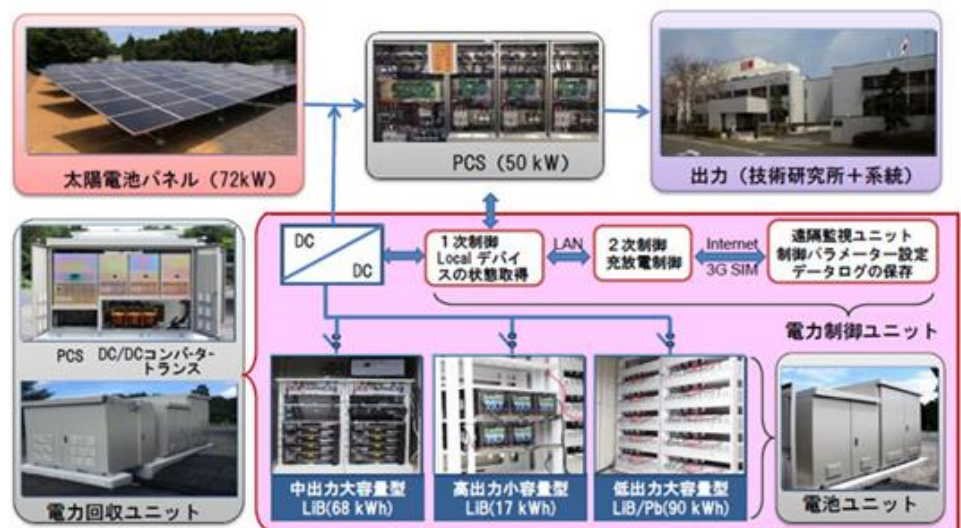 太陽電池パネル（72kW）
PCS（50 kW）
出力（技術研究所＋系統）
DC
DC
１次制御
Local デバイ
スの状態取得
LAN
２次制御
充放電制御
Internet
3G SIM
遠隔監視ユニット
制御パラメーター設定
データログの保存
電力制御ユニット
PCS DC/DCコンバーター
トランス
電力回収ユニット
中出力大容量型
LiB(68 kWh)
高出力小容量型
LiB(17 kWh)
低出力大容量型
LiB/Pb(90 kWh)
電池ユニット